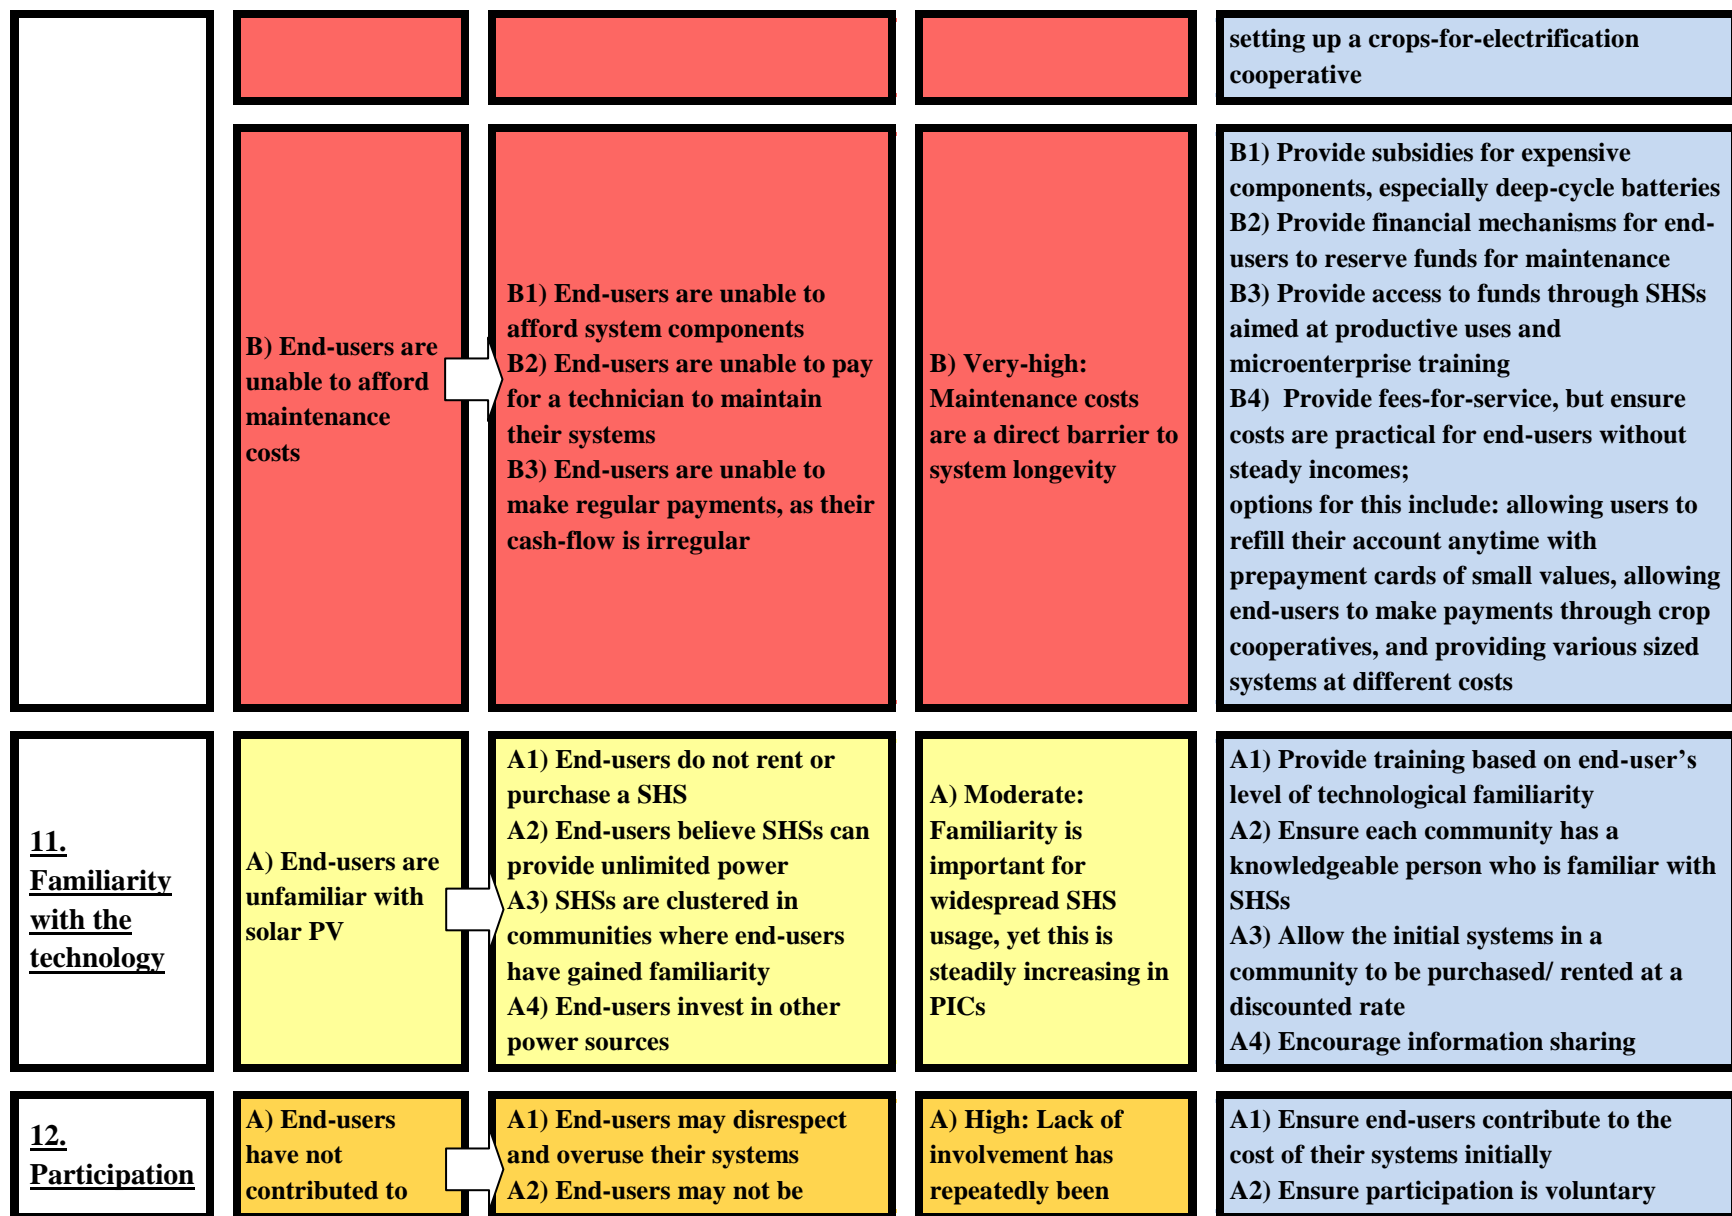 setting up a crops-for-electrification
cooperative
B) End-users are
unable to afford
maintenance
costs
B1) End-users are unable to
afford system components
B2) End-users are unable to pay
for a technician to maintain
their systems
B3) End-users are unable to
make regular payments, as their
cash-flow is irregular
B) Very-high:
Maintenance costs
are a direct barrier to
system longevity
B1) Provide subsidies for expensive
components, especially deep-cycle batteries
B2) Provide financial mechanisms for end-
users to reserve funds for maintenance
B3) Provide access to funds through SHSs
aimed at productive uses and
microenterprise training
B4)  Provide fees-for-service, but ensure
costs are practical for end-users without
steady incomes;
options for this include: allowing users to
refill their account anytime with
prepayment cards of small values, allowing
end-users to make payments through crop
cooperatives, and providing various sized
systems at different costs
11.
Familiarity
with the
technology
A) End-users are
unfamiliar with
solar PV
A1) End-users do not rent or
purchase a SHS
A2) End-users believe SHSs can
provide unlimited power
A3) SHSs are clustered in
communities where end-users
have gained familiarity
A4) End-users invest in other
power sources
A) Moderate:
Familiarity is
important for
widespread SHS
usage, yet this is
steadily increasing in
PICs
A1) Provide training based on end-user’s
level of technological familiarity
A2) Ensure each community has a
knowledgeable person who is familiar with
SHSs
A3) Allow the initial systems in a
community to be purchased/ rented at a
discounted rate
A4) Encourage information sharing
12.
Participation
A) End-users
have not
contributed to
A1) End-users may disrespect
and overuse their systems
A2) End-users may not be
A) High: Lack of
involvement has
repeatedly been
A1) Ensure end-users contribute to the
cost of their systems initially
A2) Ensure participation is voluntary